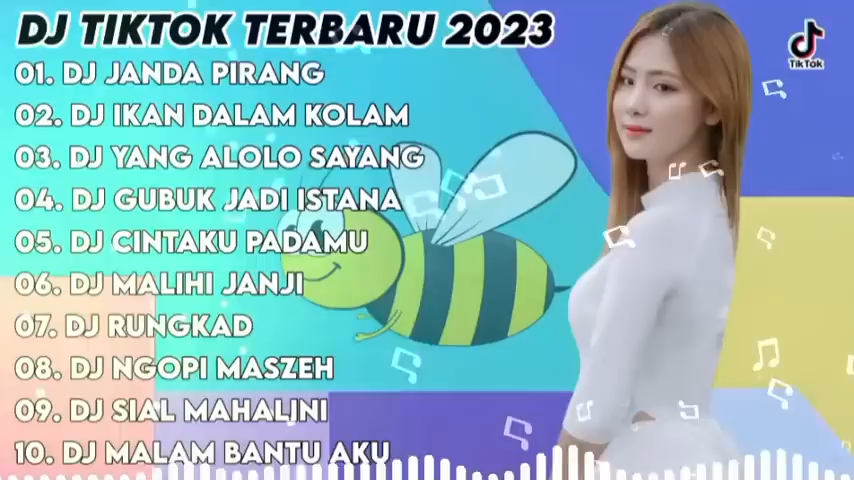 DJ TIKTOK TERBARU 2023
TikTok
01. DJ JANDA PIRANG
02. DJ IKAN DALAM KOLAM
03. DJ YANG ALOLO SAYANG
04. DJ GUBUK JADI ISTANA
05. DJ CINTAKU PADAMU
06. DJ MALIHI JANJI
07. DJ RUNGKAD
08. DJ NGOPI MASZEH
09. DJ SIAL MAHALINI
10. DJ MALAM BANTU AKU